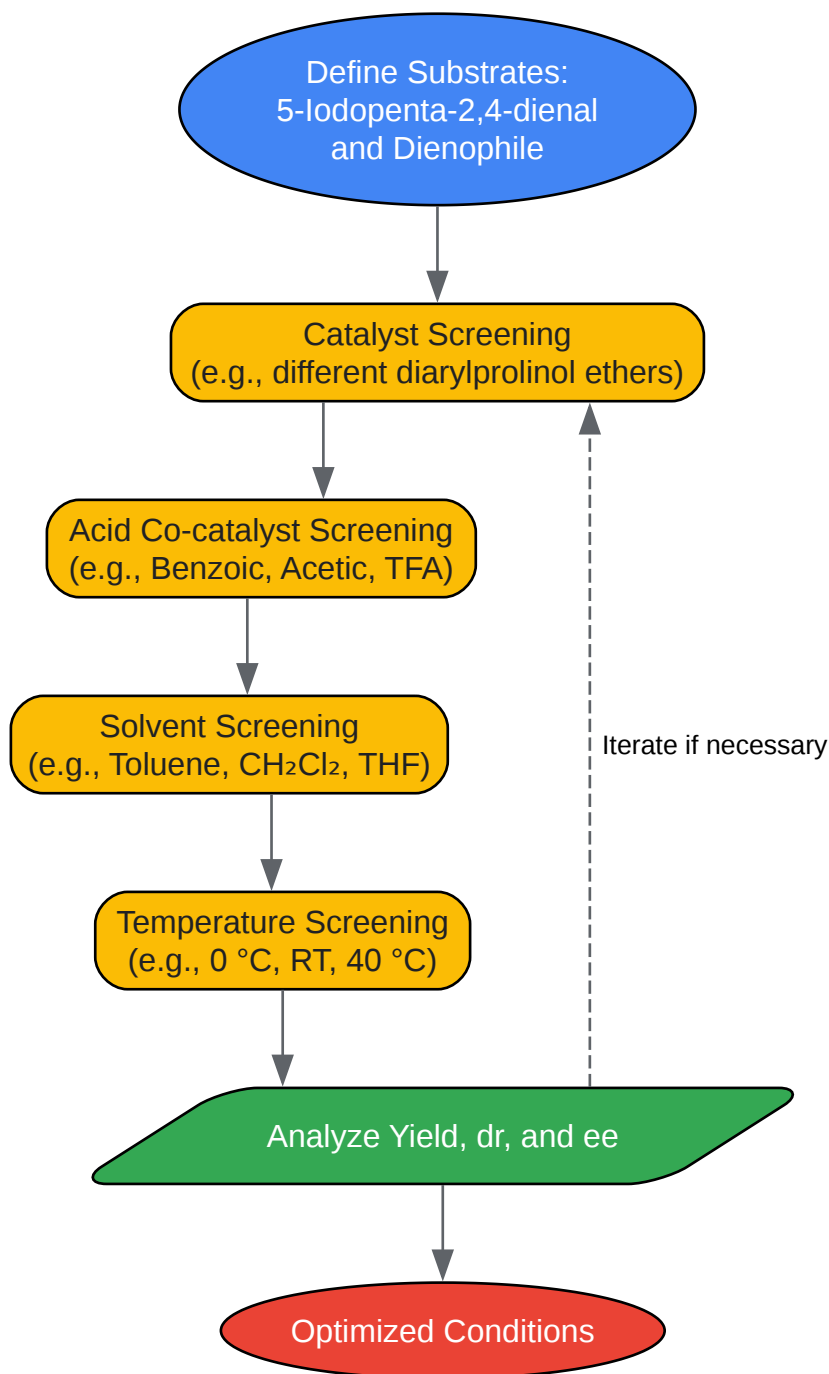 Define Substrates:
5-Iodopenta-2,4-dienal
and Dienophile
Catalyst Screening
(e.g., different diarylprolinol ethers)
Acid Co-catalyst Screening
(e.g., Benzoic, Acetic, TFA)
Solvent Screening
(e.g., Toluene, CH₂Cl₂, THF)
Iterate if necessary
Temperature Screening
(e.g., 0 °C, RT, 40 °C)
Analyze Yield, dr, and ee
Optimized Conditions